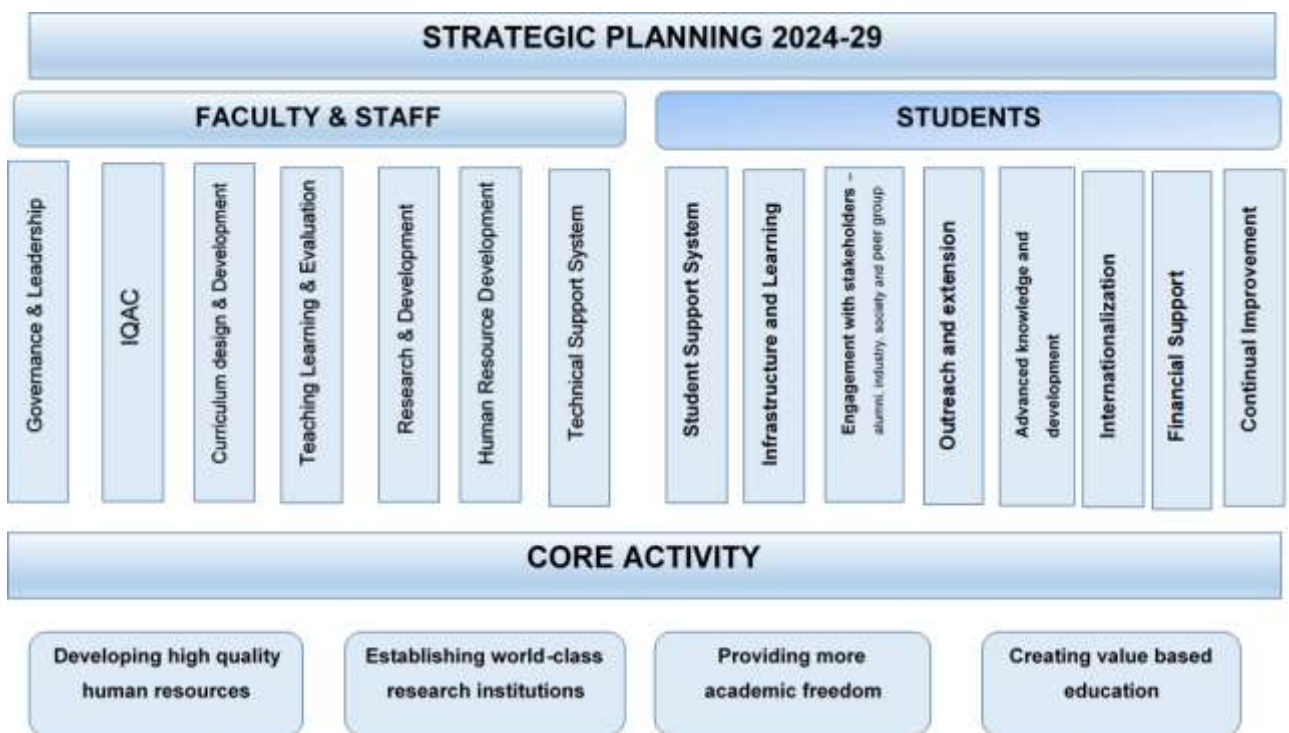 STRATEGIC PLANNING 2024-29
FACULTY & STAFF
STUDENTS
Governance & Leadership
IQAC
Curriculum design & Development
Teaching Learning & Evaluation
Research & Development
Human Resource Development
Technical Support System
Student Support System
Infrastructure and Learning
Engagement with stakeholders –
alumni, industry, society and peer group
Outreach and extension
Advanced knowledge and
development
Internationalization
Financial Support
Continual Improvement
CORE ACTIVITY
Developing high quality
human resources
Establishing world-class
research institutions
Providing more
academic freedom
Creating value based
education